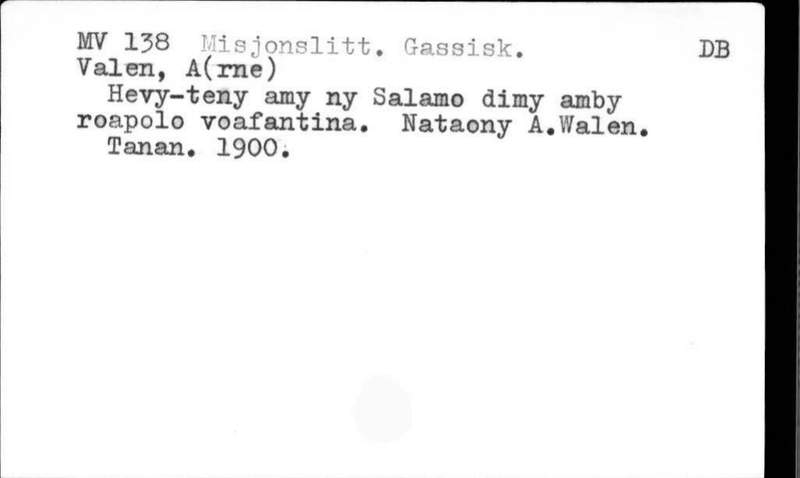 MV 138 Misjonslitt. Gassisk. DB
Valen, A(rne)
Hevy-teny amy ny Salamo dimy amby
roapolo voafantina. Nataony A.Walen.
Tanan. 1900.